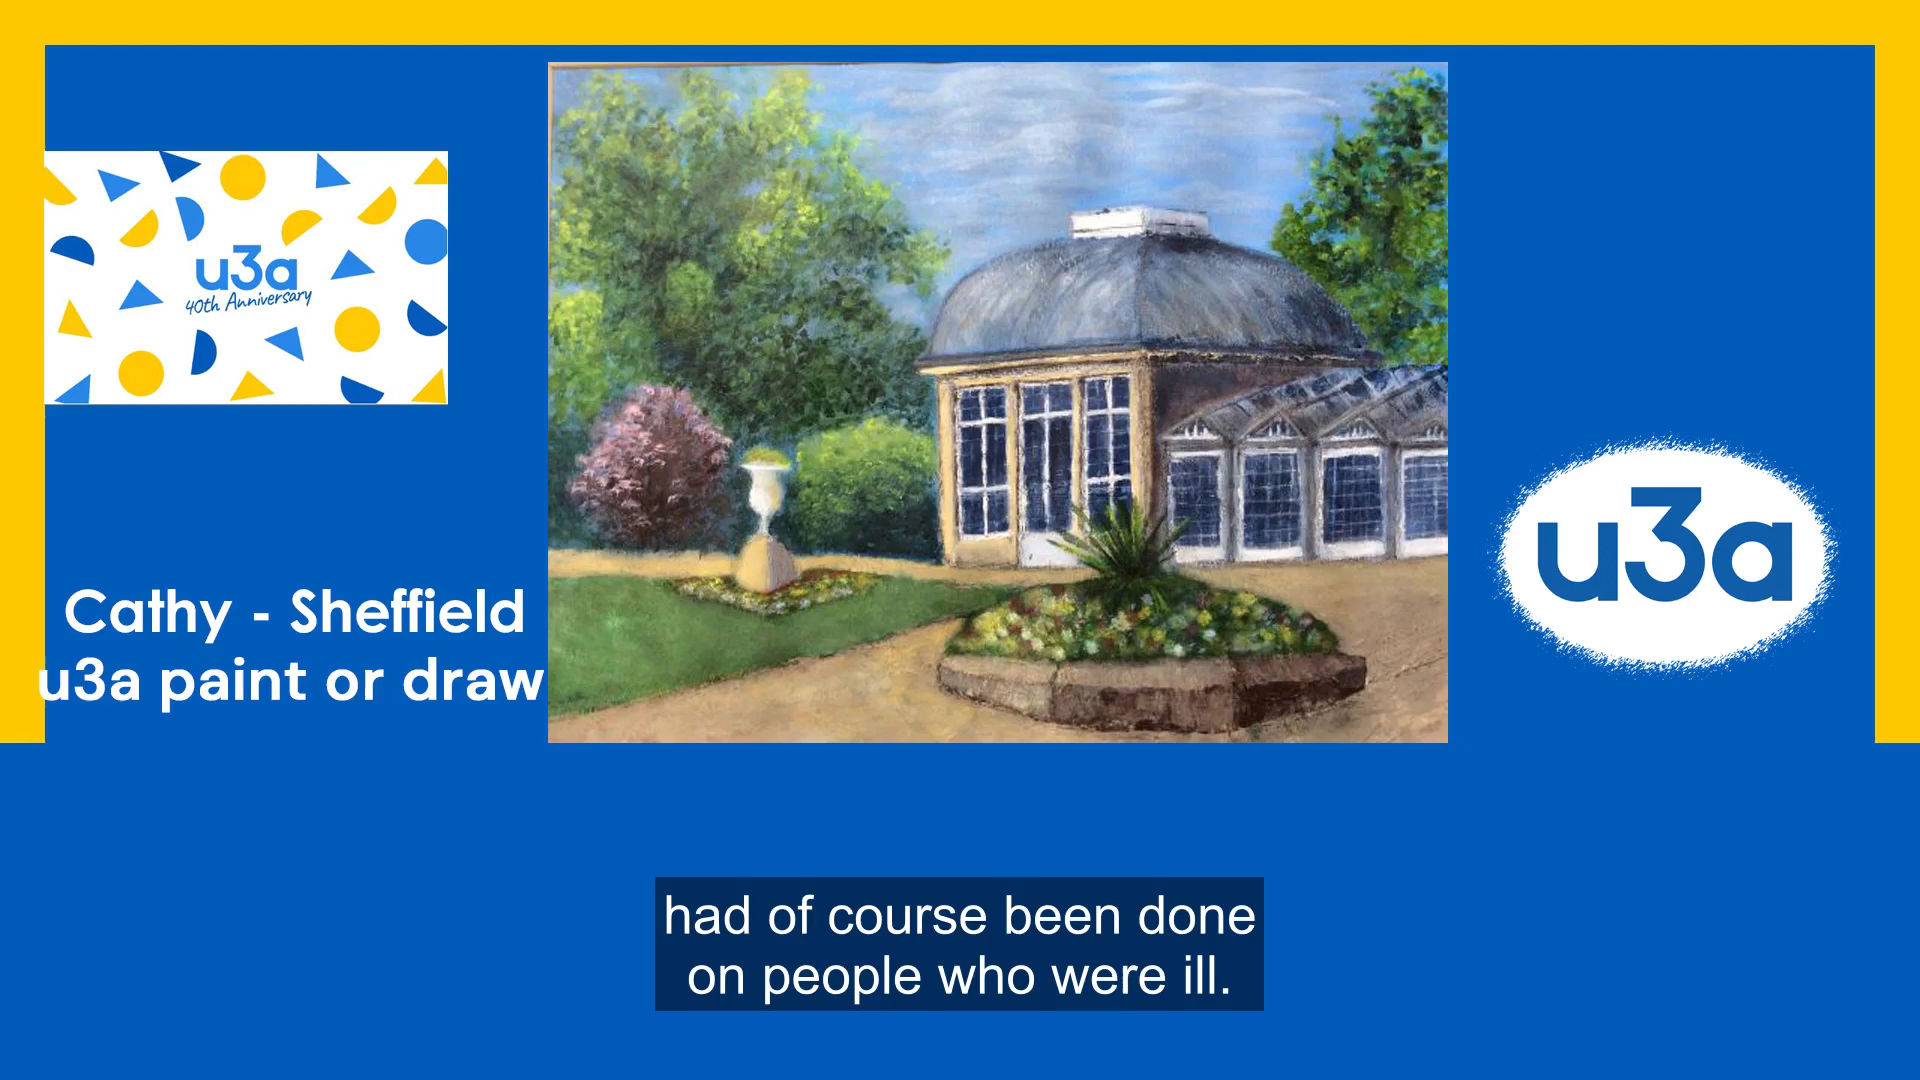 u3a
40th Anniversary
Cathy - Sheffield
u3a paint or draw
u3a
had of course been done
on people who were ill.